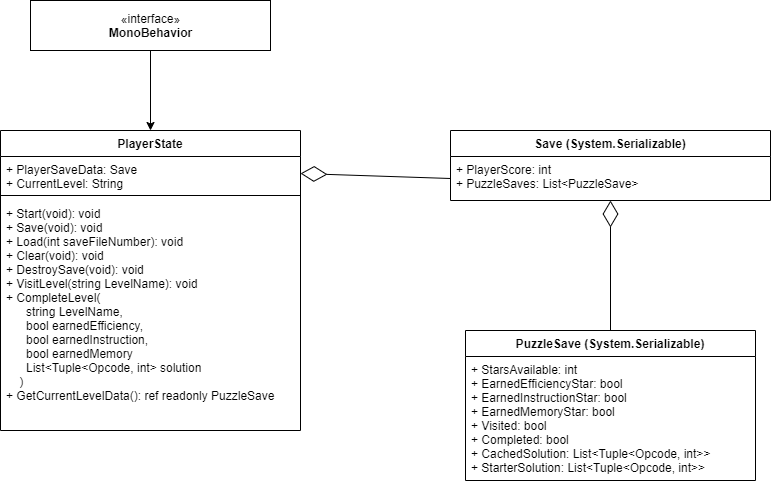 «interface»
MonoBehavior
PlayerState
+ PlayerSaveData: Save
+ CurrentLevel: String
+ Start(void): void
+ Save(void): void
+ Load(int saveFileNumber): void
+ Clear(void): void
+ DestroySave(void): void
+ VisitLevel(string LevelName): void
+ CompleteLevel(
string LevelName,
bool earnedEfficiency,
bool earnedInstruction,
bool earnedMemory
List<Tuple<Opcode, int> solution
)
+ GetCurrentLevelData(): ref readonly PuzzleSave
Save (System.Serializable)
+ PlayerScore: int
+ PuzzleSaves: List<PuzzleSave>
PuzzleSave (System.Serializable)
+ StarsAvailable: int
+ EarnedEfficiencyStar: bool
+ EarnedInstructionStar: bool
+ EarnedMemoryStar: bool
+ Visited: bool
+ Completed: bool
+ CachedSolution: List<Tuple<Opcode, int>>
+ StarterSolution: List<Tuple<Opcode, int>>